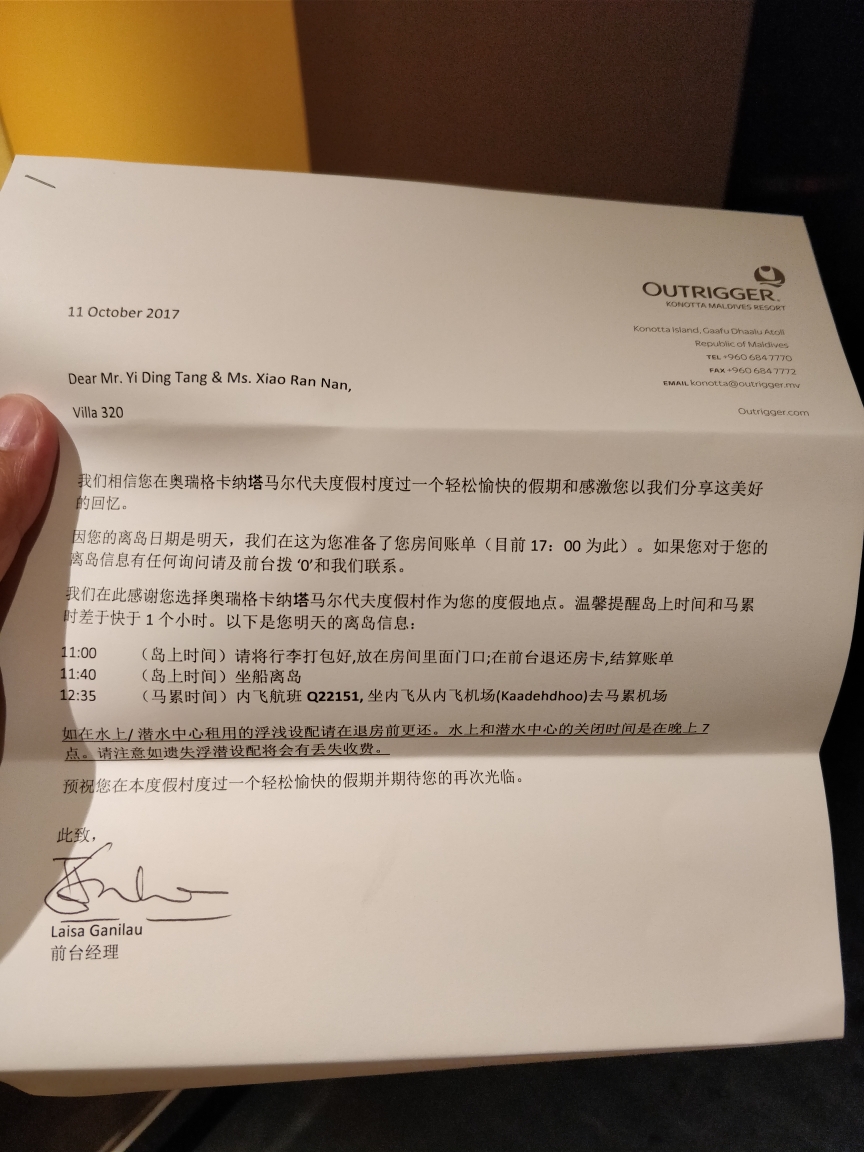 OUTRIGGER.
KONOTTA MALDIVES RESORT
11 October 2017
Konotta Island, Gaafu Dhaalu Atoll
Republic of Maldives
TEL +960 684 7770
FAX +960 684 7772
EMAIL konotta@outrigger.mv
Outrigger.com
Dear Mr. Yi Ding Tang & Ms. Xiao Ran Nan,
Villa 320
我们相信您在奥瑞格卡纳塔马尔代夫度假村度过一个轻松愉快的假期和感激您以我们分享这美好
的回忆。
因您的离岛日期是明天，我们在这为您准备了您房间账单（目前 17：00 为此）。如果您对于您的
离岛信息有任何询问请及前台拨 ‘0’和我们联系。
我们在此感谢您选择奥瑞格卡纳塔马尔代夫度假村作为您的度假地点。温馨提醒岛上时间和马累
时差于快于 1 个小时。以下是您明天的离岛信息：
11:00 （岛上时间）请将行李打包好,放在房间里面门口;在前台退还房卡,结算账单
11:40 （岛上时间）坐船离岛
12:35 （马累时间）内飞航班 Q22151, 坐内飞从内飞机场(Kaadehdhoo)去马累机场
如在水上/ 潜水中心租用的浮浅设配请在退房前更还。水上和潜水中心的关闭时间是在晚上 7
点。请注意如遗失浮潜设配将会有丢失收费。
预祝您在本度假村度过一个轻松愉快的假期并期待您的再次光临。
此致，
Laisa Ganilau
前台经理